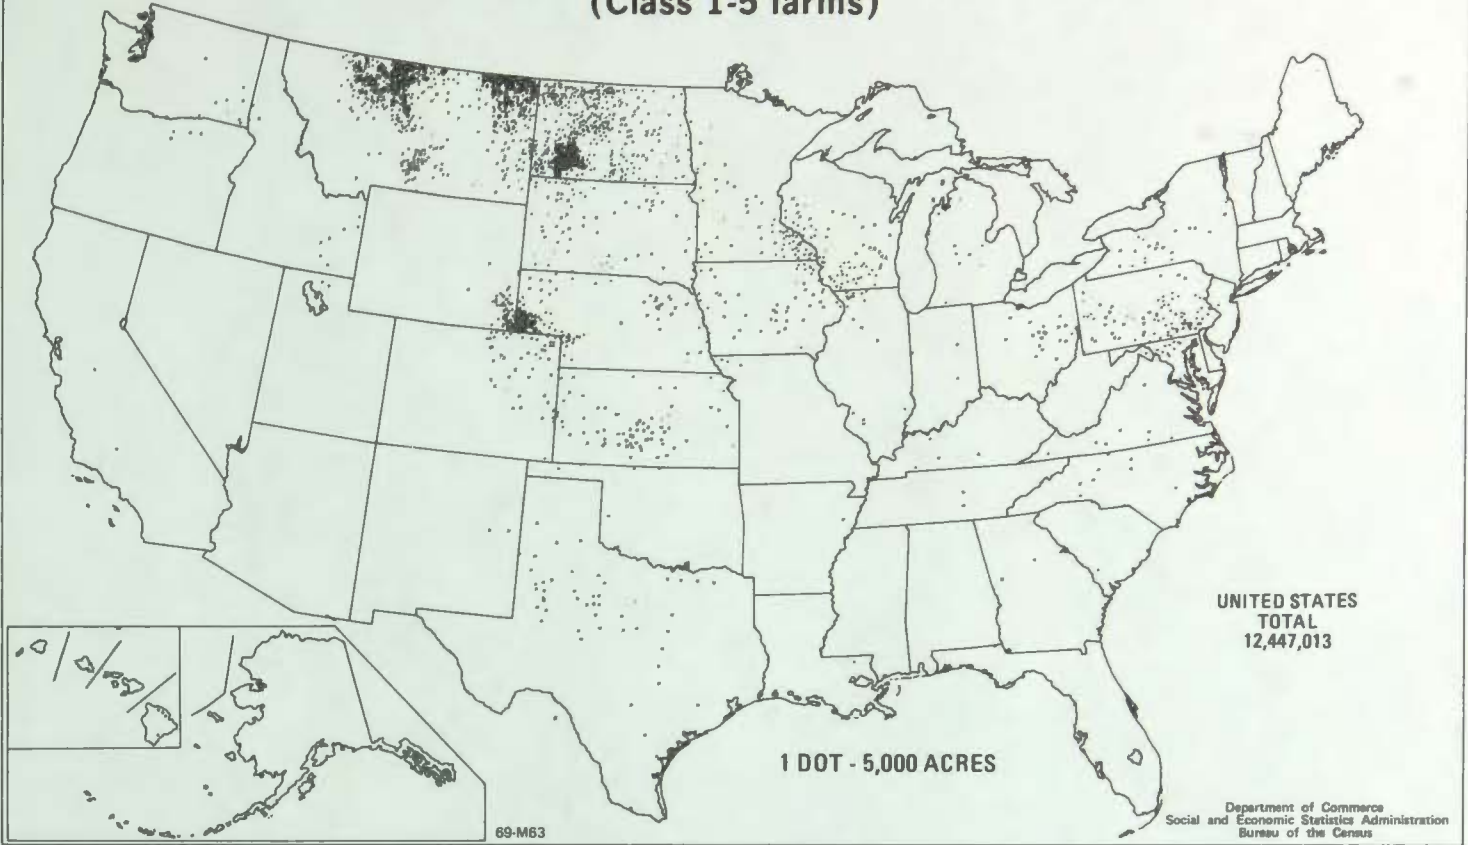 (Class 1-5 farms)
UNITED STATES
TOTAL
12,447,013
1 DOT - 5,000 ACRES
69-M63
Department of Commerce
Social and Economic Statistics Administration
Bureau of the Census